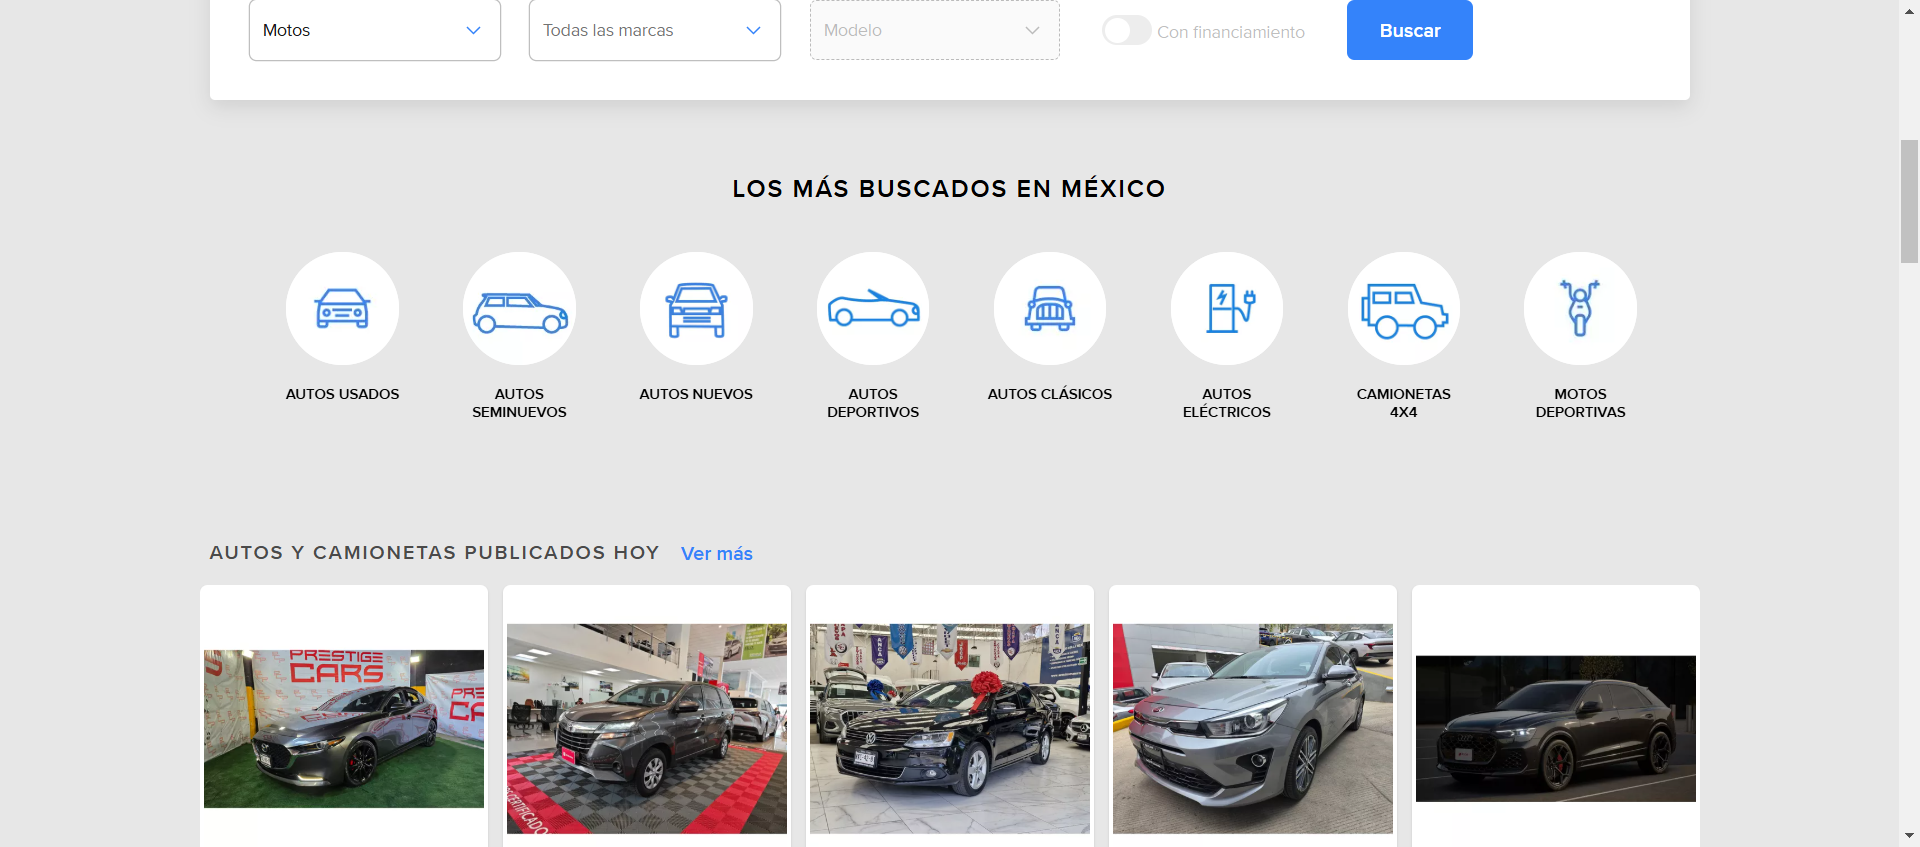 Motos
Todas las marcas
Modelo
Con financiamiento
Buscar
LOS MÁS BUSCADOS EN MÉXICO
AUTOS USADOS
AUTOS
SEMINUEVOS
AUTOS NUEVOS
AUTOS
DEPORTIVOS
AUTOS CLÁSICOS
AUTOS
ELÉCTRICOS
CAMIONETAS
4X4
MOTOS
DEPORTIVAS
AUTOS Y CAMIONETAS PUBLICADOS HOY Ver más
PRESTIGE
CARS